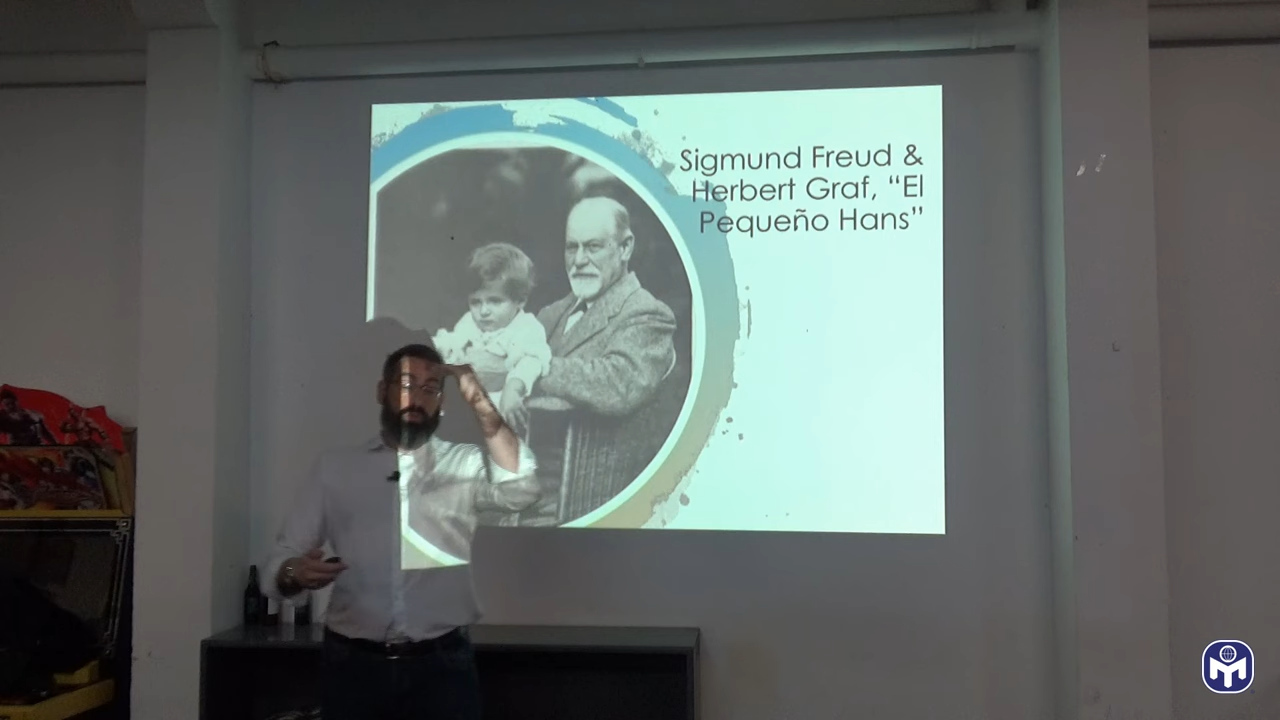 Sigmund Freud &
Herbert Graf, “El
Pequeño Hans”